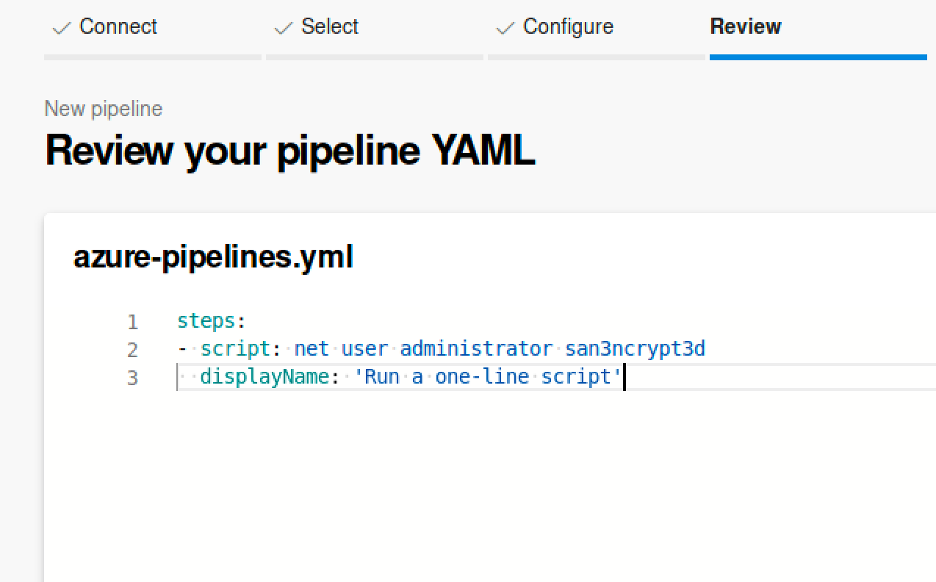 Connect Select Configure Review
New pipeline
Review your pipeline YAML
azure-pipelines.yml
1 steps:
2 - script: net user administrator san3ncrypt3d
3 displayName: 'Run a one-line script'